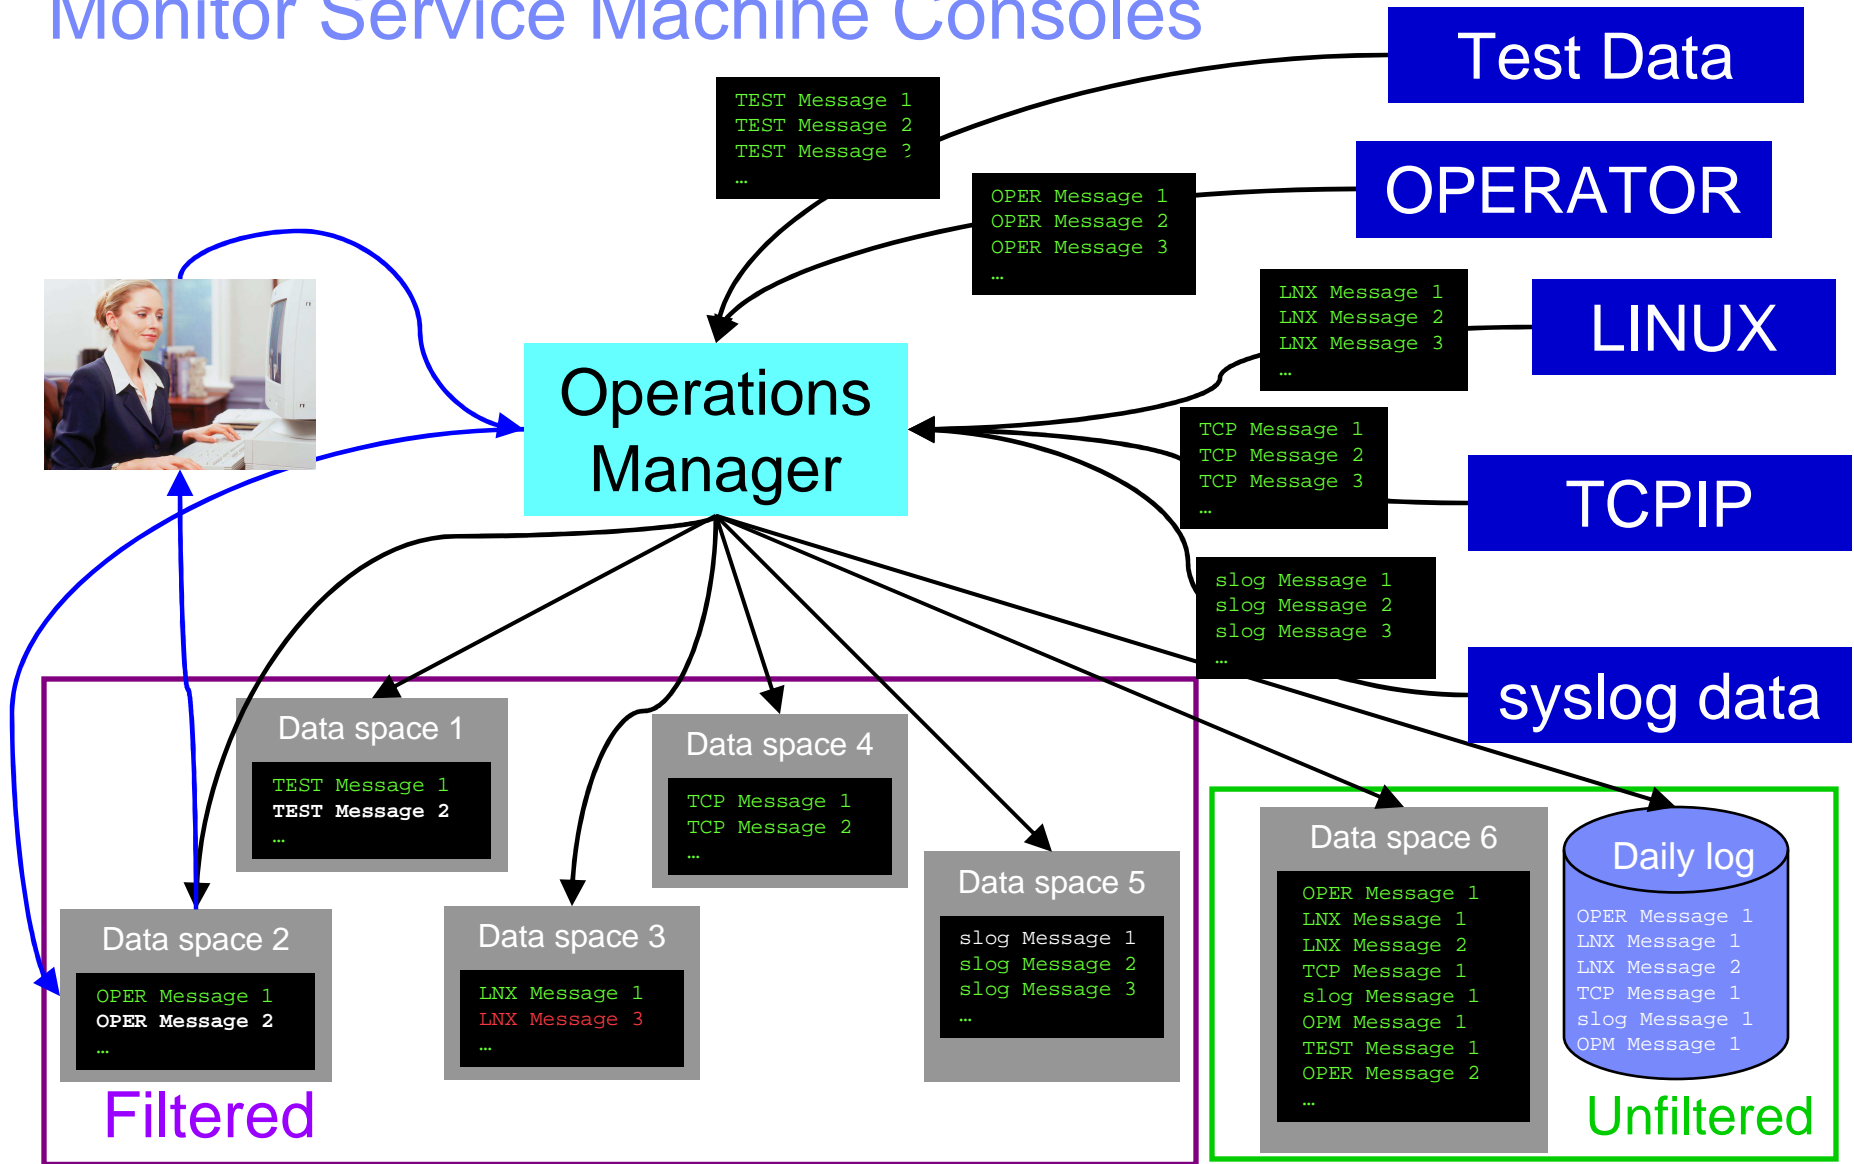 Monitor Service Machine Consoles
Test Data
TEST Message 1
TEST Message 2
TEST Message 3
…
OPERATOR
OPER Message 1
OPER Message 2
OPER Message 3
…
LINUX
LNX Message 1
LNX Message 2
LNX Message 3
…
Operations
Manager
TCPIP
TCP Message 1
TCP Message 2
TCP Message 3
…
syslog data
slog Message 1
slog Message 2
slog Message 3
…
Data space 1
TEST Message 1
TEST Message 2
…
Data space 4
TCP Message 1
TCP Message 2
…
Data space 2
OPER Message 1
OPER Message 2
…
Data space 3
LNX Message 1
LNX Message 3
…
Data space 5
slog Message 1
slog Message 2
slog Message 3
…
Filtered
Data space 6
OPER Message 1
LNX Message 1
LNX Message 2
TCP Message 1
slog Message 1
OPM Message 1
TEST Message 1
OPER Message 2
…
Daily log
OPER Message 1
LNX Message 1
LNX Message 2
TCP Message 1
slog Message 1
OPM Message 1
Unfiltered